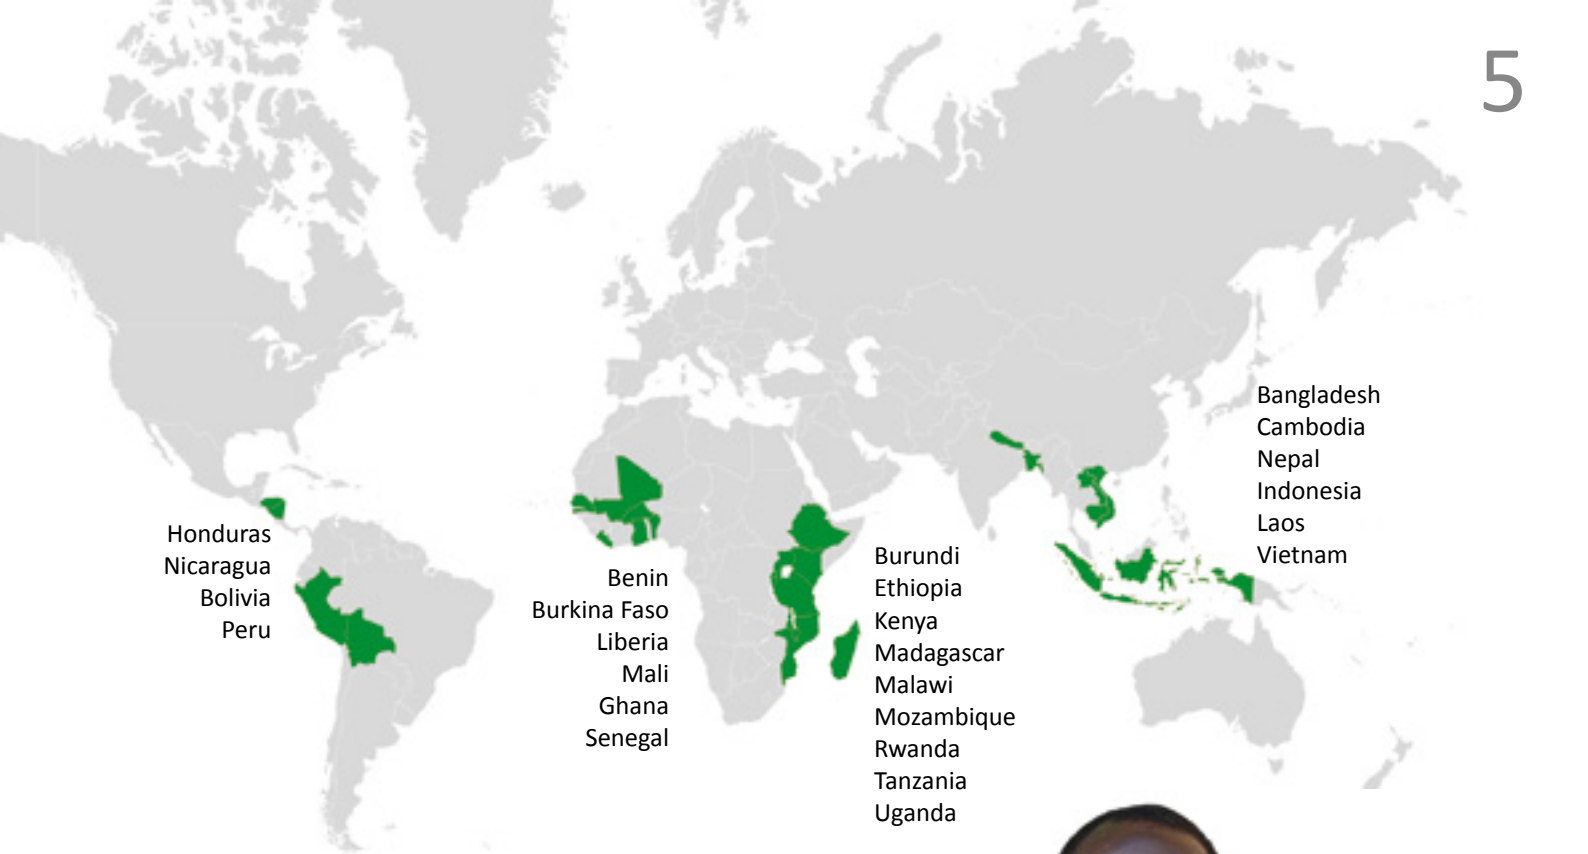 5
Honduras
Nicaragua
Bolivia
Peru
Benin
Burkina Faso
Liberia
Mali
Ghana
Senegal
Burundi
Ethiopia
Kenya
Madagascar
Malawi
Mozambique
Rwanda
Tanzania
Uganda
Bangladesh
Cambodia
Nepal
Indonesia
Laos
Vietnam